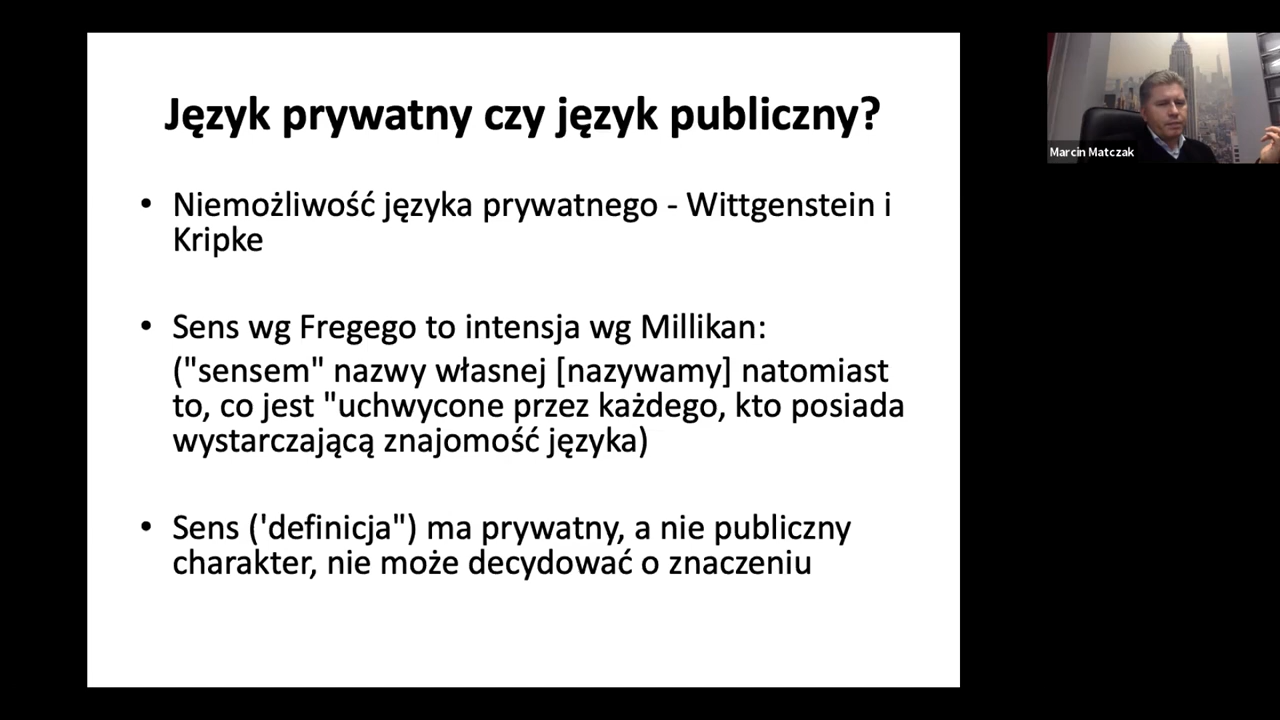 Język prywatny czy język publiczny?
• Niemożliwość języka prywatnego - Wittgenstein i
Kripke
• Sens wg Fregego to intensja wg Millikan:
("sensem" nazwy własnej [nazywamy] natomiast
to, co jest "uchwycone przez każdego, kto posiada
wystarczającą znajomość języka)
• Sens ('definicja") ma prywatny, a nie publiczny
charakter, nie może decydować o znaczeniu
Marcin Matczak